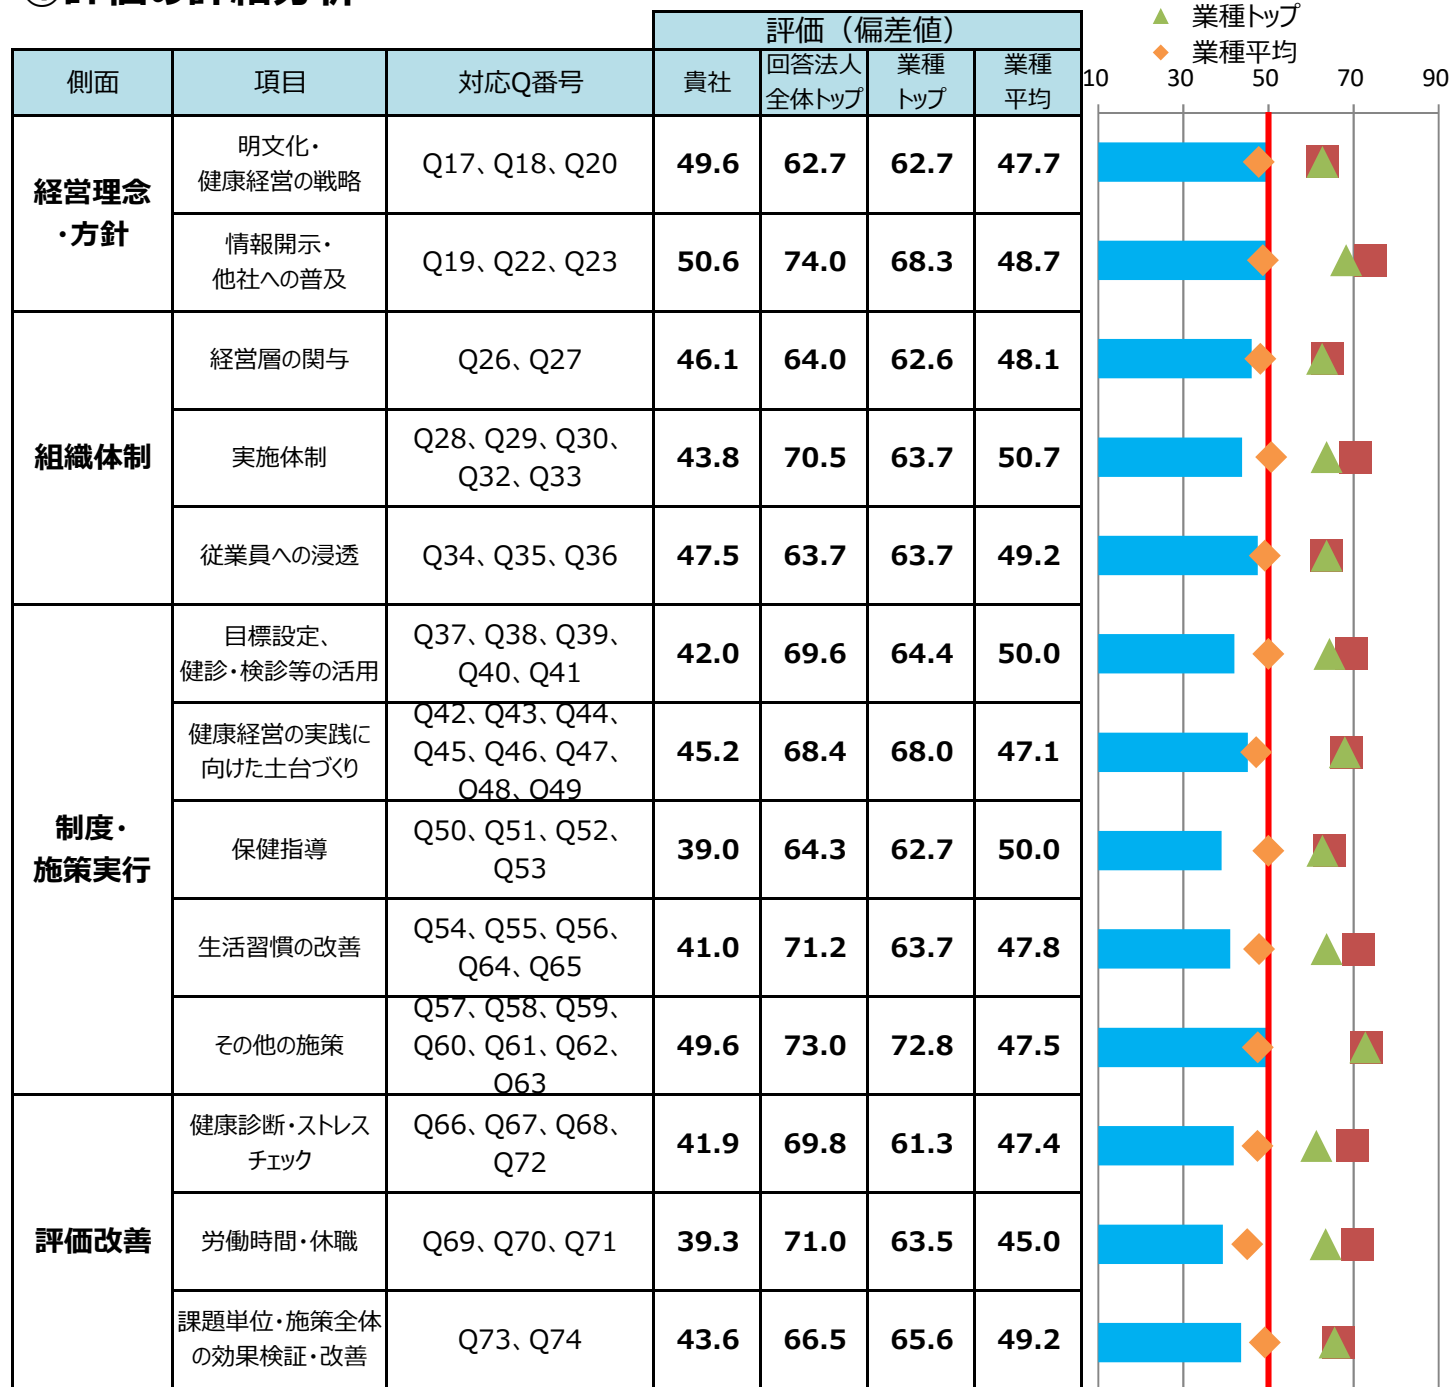 ①評価の詳細分析
▲ 業種トップ
◆ 業種平均
評価（偏差値）
側面 項目 対応Q番号 貴社 回答法人 業種 業種
全体トップ トップ 平均
10 30 50 70 90
経営理念
・方針
明文化・
健康経営の戦略
Q17、Q18、Q20 49.6 62.7 62.7 47.7
情報開示・
他社への普及
Q19、Q22、Q23 50.6 74.0 68.3 48.7
組織体制
経営層の関与 Q26、Q27 46.1 64.0 62.6 48.1
実施体制
Q28、Q29、Q30、
Q32、Q33
43.8 70.5 63.7 50.7
従業員への浸透 Q34、Q35、Q36 47.5 63.7 63.7 49.2
制度・
施策実行
目標設定、
健診・検診等の活用
Q37、Q38、Q39、
Q40、Q41
42.0 69.6 64.4 50.0
健康経営の実践に
向けた土台づくり
Q42、Q43、Q44、
Q45、Q46、Q47、
Q48、Q49
45.2 68.4 68.0 47.1
保健指導
Q50、Q51、Q52、
Q53
39.0 64.3 62.7 50.0
生活習慣の改善
Q54、Q55、Q56、
Q64、Q65
41.0 71.2 63.7 47.8
その他の施策
Q57、Q58、Q59、
Q60、Q61、Q62、
Q63
49.6 73.0 72.8 47.5
評価改善
健康診断・ストレス
チェック
Q66、Q67、Q68、
Q72
41.9 69.8 61.3 47.4
労働時間・休職 Q69、Q70、Q71 39.3 71.0 63.5 45.0
課題単位・施策全体
の効果検証・改善
Q73、Q74 43.6 66.5 65.6 49.2